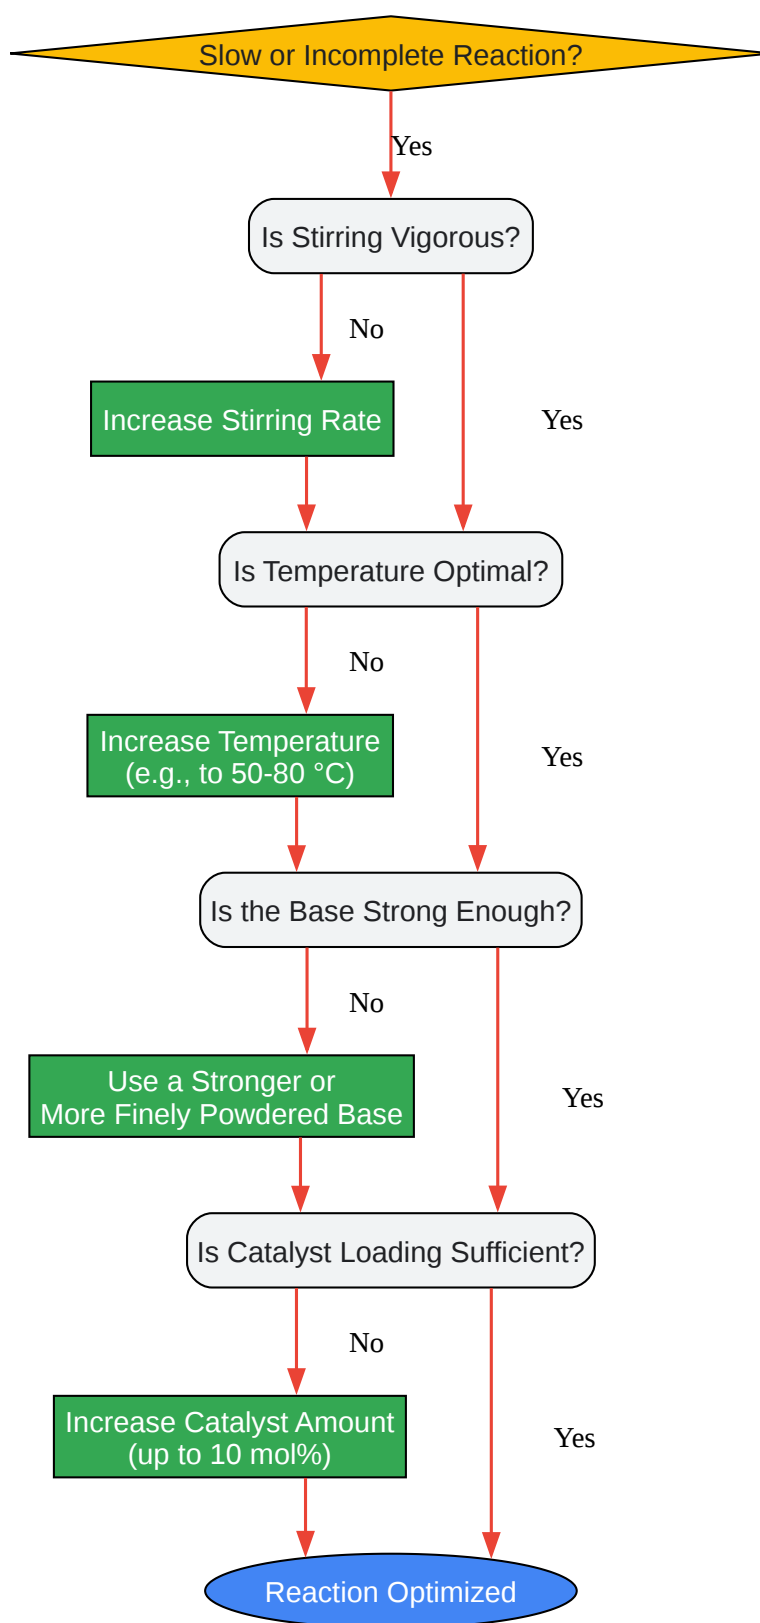 Slow or Incomplete Reaction?
Yes
Is Stirring Vigorous?
No
Increase Stirring Rate
Yes
Is Temperature Optimal?
No
Increase Temperature
(e.g., to 50-80 °C)
Yes
Is the Base Strong Enough?
No
Use a Stronger or
More Finely Powdered Base
Yes
Is Catalyst Loading Sufficient?
No
Increase Catalyst Amount
(up to 10 mol%)
Yes
Reaction Optimized